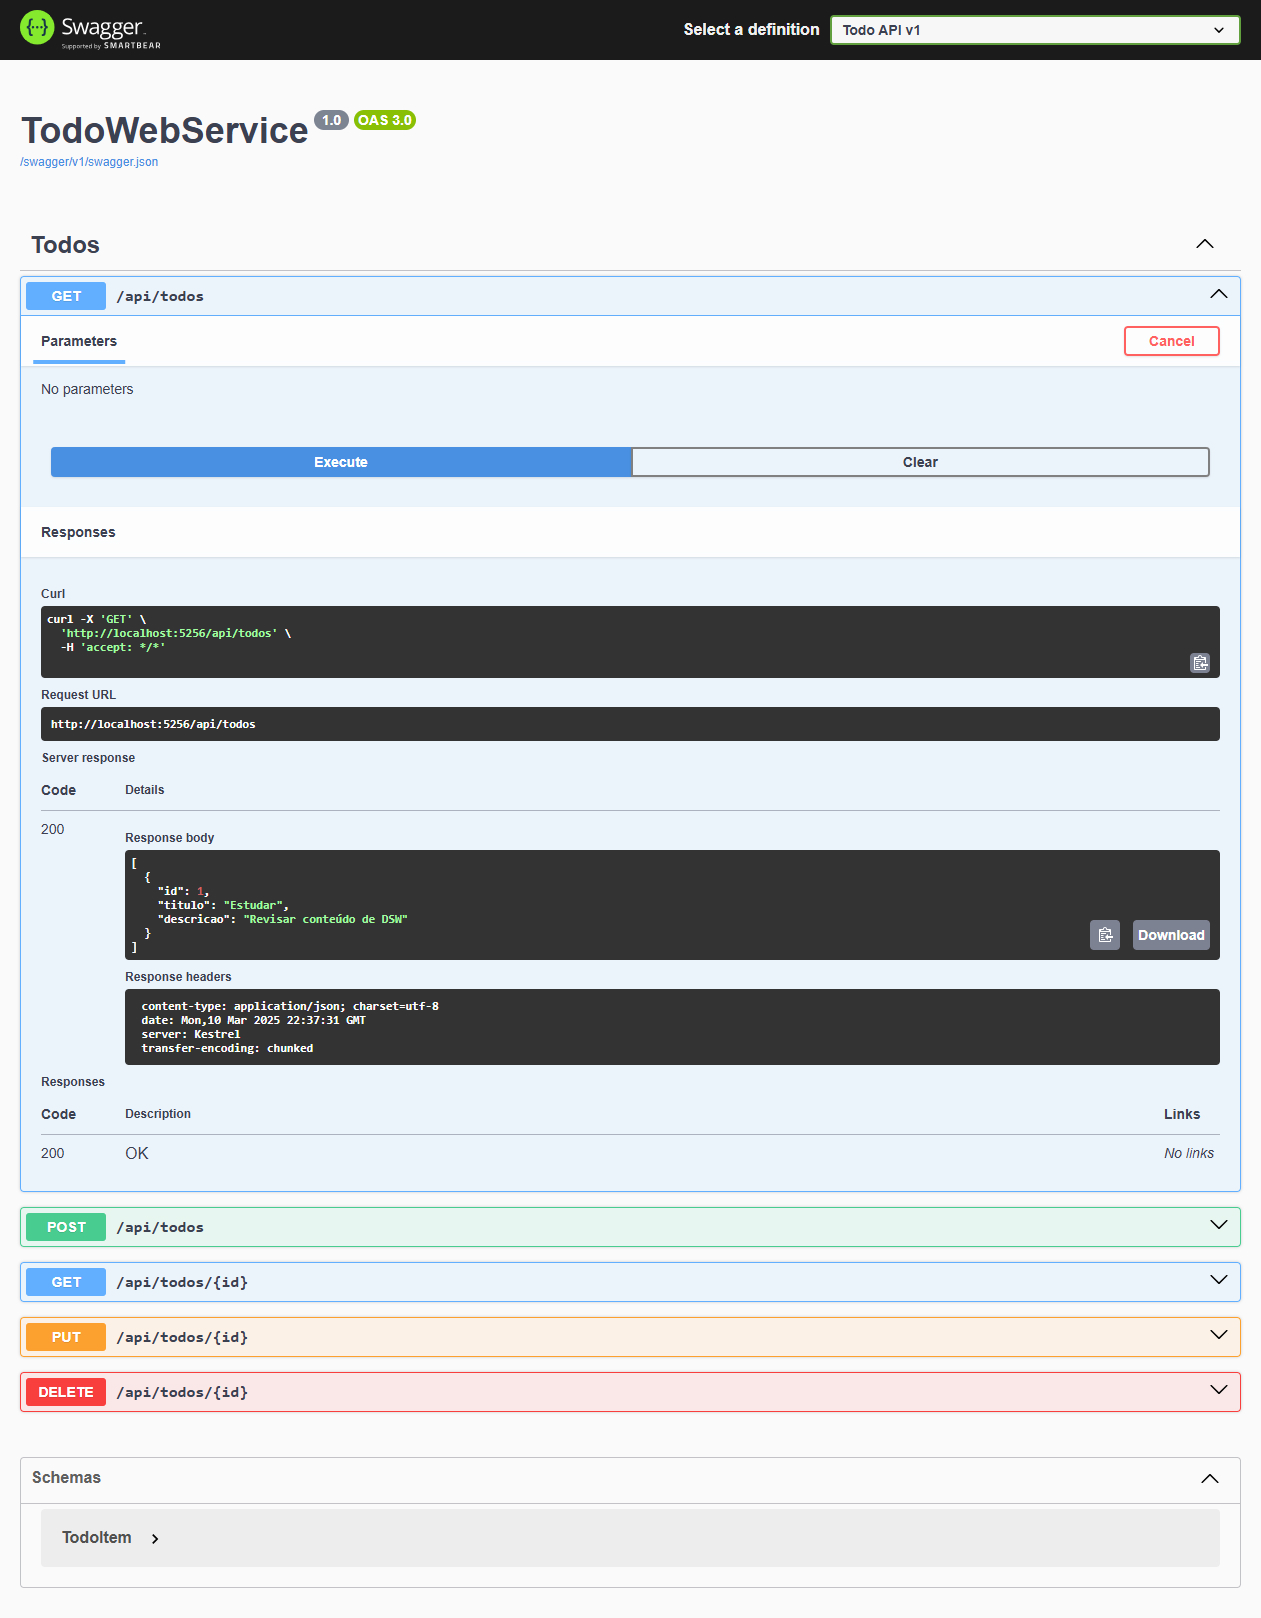 Swagger
Supported by SMARTBEAR
Select a definition
Todo API v1
TodoWebService 1.0 OAS 3.0
/swagger/v1/swagger.json
Todos
GET /api/todos
Parameters
Cancel
No parameters
Execute
Clear
Responses
Curl
curl -X 'GET' \
'http://localhost:5256/api/todos' \
-H 'accept: */*'
Request URL
http://localhost:5256/api/todos
Server response
Code Details
200
Response body
[
{
"id": 1,
"titulo": "Estudar",
"descricao": "Revisar conteúdo de DSW"
}
]
Download
Response headers
content-type: application/json; charset=utf-8
date: Mon,10 Mar 2025 22:37:31 GMT
server: Kestrel
transfer-encoding: chunked
Responses
Code Description Links
200 OK No links
POST /api/todos
GET /api/todos/{id}
PUT /api/todos/{id}
DELETE /api/todos/{id}
Schemas
TodoItem